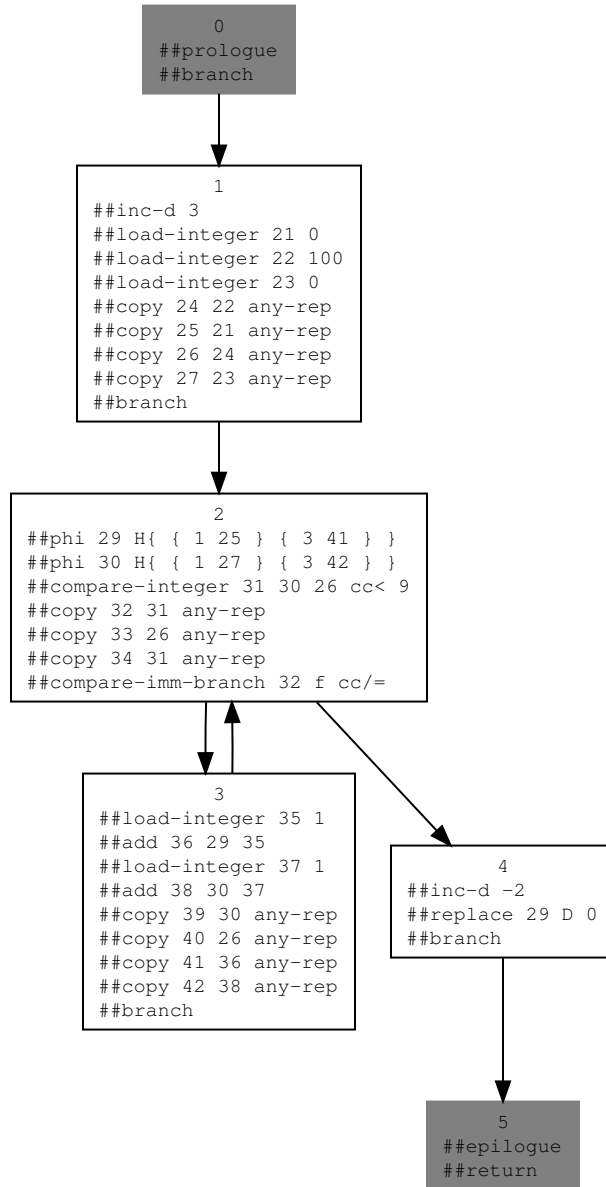 0
##prologue
##branch
1
##inc-d 3
##load-integer 21 0
##load-integer 22 100
##load-integer 23 0
##copy 24 22 any-rep
##copy 25 21 any-rep
##copy 26 24 any-rep
##copy 27 23 any-rep
##branch
2
##phi 29 H{ { 1 25 } { 3 41 } }
##phi 30 H{ { 1 27 } { 3 42 } }
##compare-integer 31 30 26 cc< 9
##copy 32 31 any-rep
##copy 33 26 any-rep
##copy 34 31 any-rep
##compare-imm-branch 32 f cc/=
3
##load-integer 35 1
##add 36 29 35
##load-integer 37 1
##add 38 30 37
##copy 39 30 any-rep
##copy 40 26 any-rep
##copy 41 36 any-rep
##copy 42 38 any-rep
##branch
4
##inc-d -2
##replace 29 D 0
##branch
5
##epilogue
##return